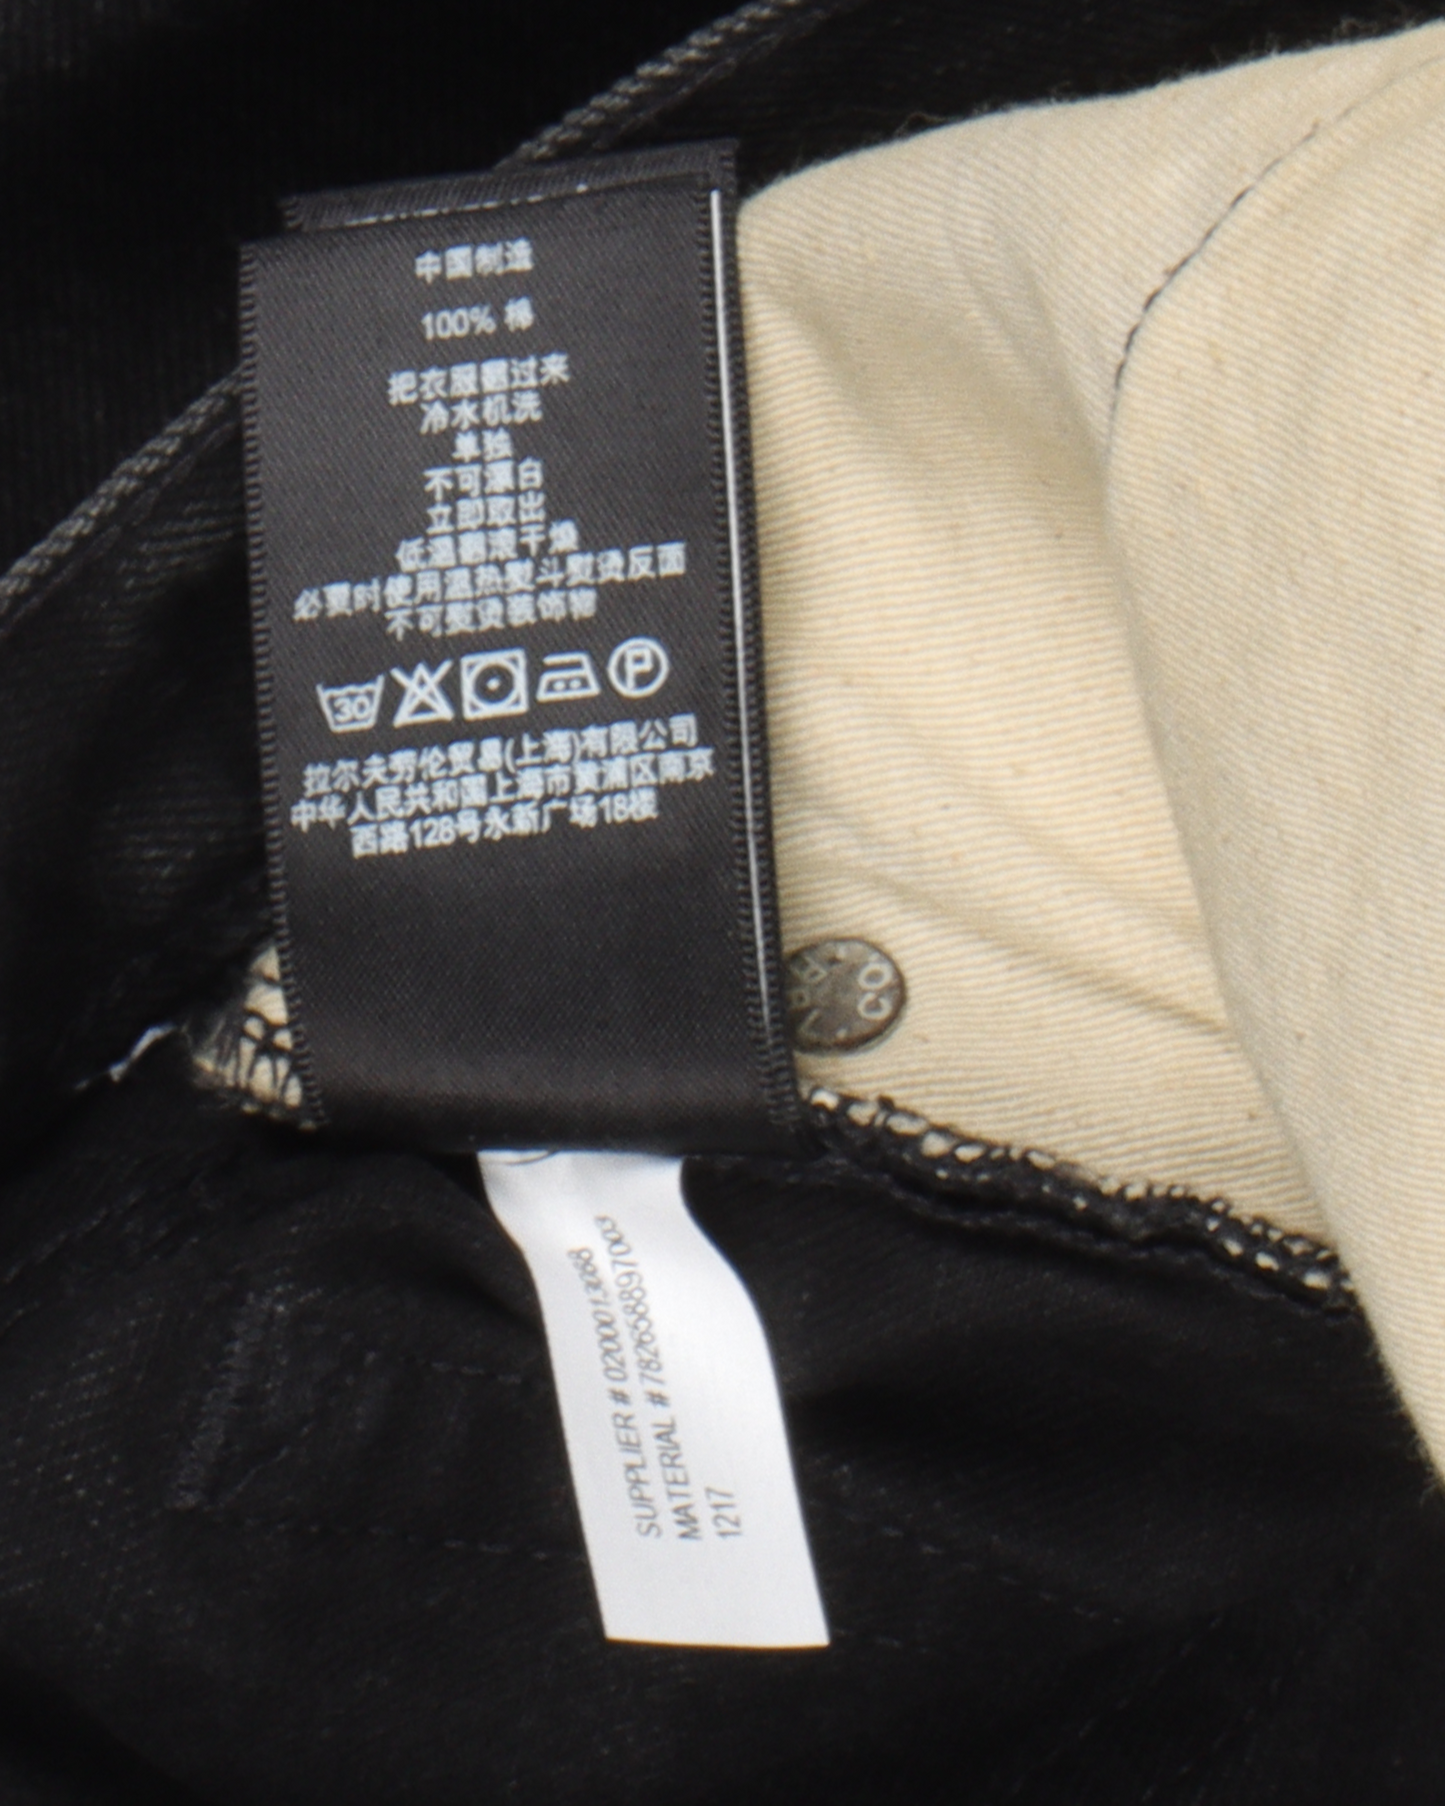 中国制造
100% 棉
把衣服翻过来
冷水机洗
单独
不可漂白
立即取出
低温翻滚干燥
必要时使用温热熨斗熨烫反面
不可熨烫装饰物
30 P
拉尔夫劳伦贸易(上海)有限公司
中华人民共和国上海市黄浦区南京
西路128号永新广场18楼
CO
SUPPLIER # 0200013088
MATERIAL # 782658897003
1217